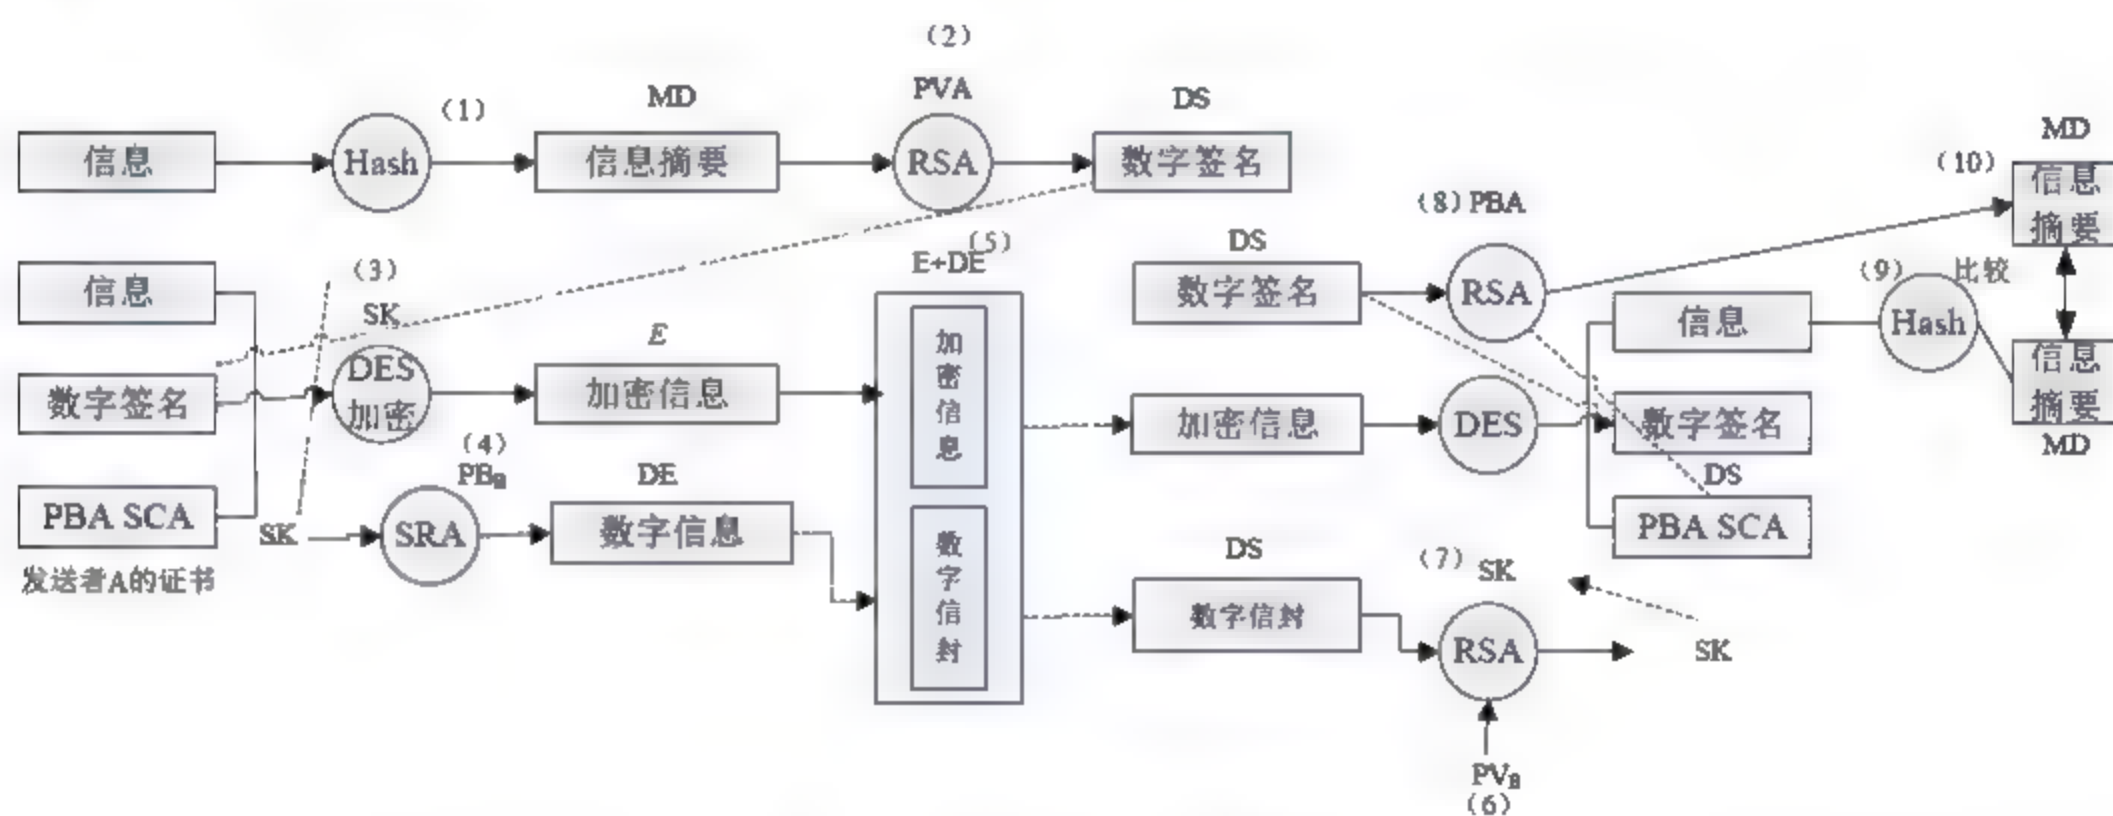 (2)
PVA
(1)
MD
DS
信息
Hash
信息摘要
RSA
数字签名
MD
(10)
信息
摘要
(8) PBA
DS
数字签名
RSA
(9)
比较
信息
Hash
信息
摘要
MD
(5)
E+DE
加密信息
数字信封
信息
(3)
SK
E
DES
加密
加密信息
数字签名
加密信息
DES
数字签名
DS
(4)
PB_B
DE
PBA SCA
SK
SRA
数字信息
PBA SCA
发送者A的证书
DS
(7)
SK
数字信封
RSA
SK
PV_B
(6)